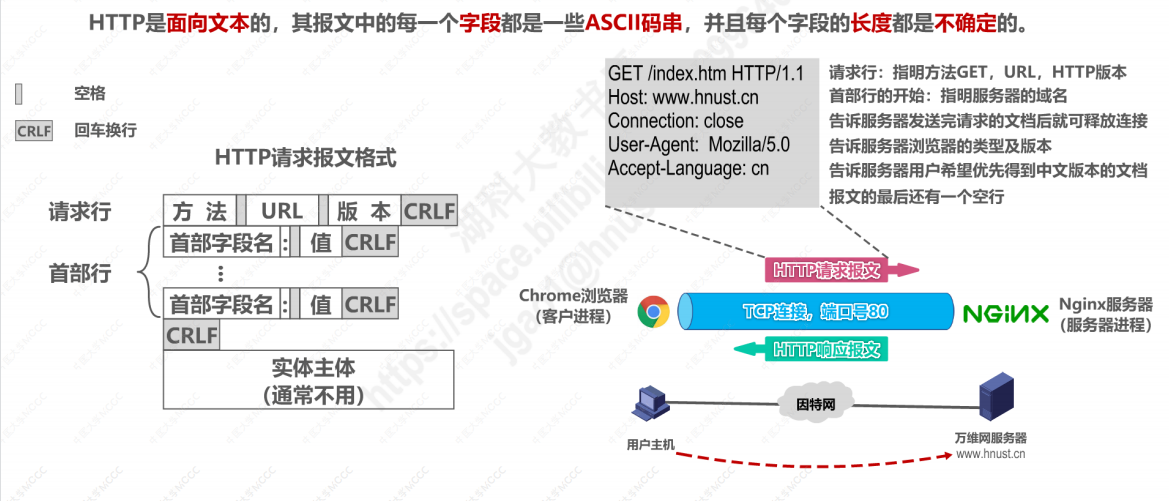 HTTP是面向文本的，其报文中的每一个字段都是一些ASCII码串，并且每个字段的长度都是不确定的。
空格
CRLF 回车换行
HTTP请求报文格式
请求行 方 法 URL 版 本 CRLF
首部行
首部字段名 : 值 CRLF
⋮
首部字段名 : 值 CRLF
CRLF
实体主体
（通常不用）
GET /index.htm HTTP/1.1 请求行：指明方法GET，URL，HTTP版本
Host: www.hnust.cn 首部行的开始：指明服务器的域名
Connection: close 告诉服务器发送完请求的文档后就可释放连接
User-Agent: Mozilla/5.0 告诉服务器浏览器的类型及版本
Accept-Language: cn 告诉服务器用户希望优先得到中文版本的文档
报文的最后还有一个空行
HTTP请求报文
Chrome浏览器
（客户进程）
TCP连接，端口号80
NGiNX
Nginx服务器
（服务器进程）
HTTP响应报文
因特网
用户主机
万维网服务器
www.hnust.cn
湖科大教书匠